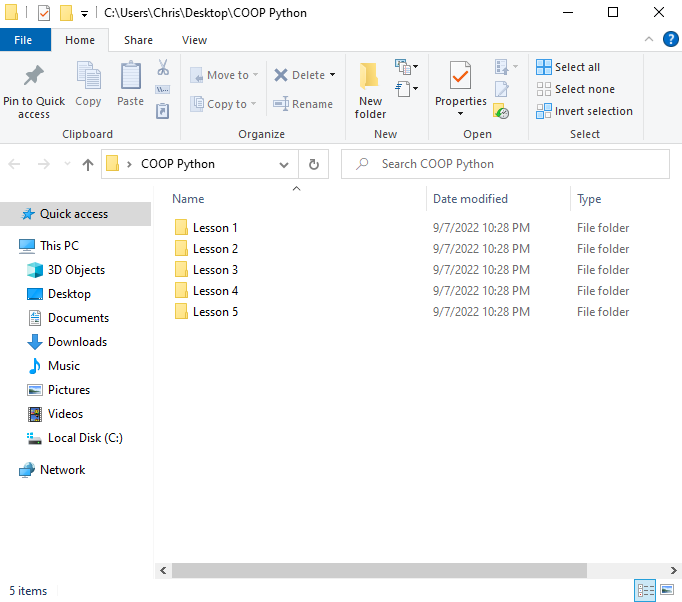 C:\Users\Chris\Desktop\COOP Python
File Home Share View
Pin to Quick access
Copy
Paste
Move to
Copy to
Delete
Rename
New folder
Properties
Select all
Select none
Invert selection
Clipboard Organize New Open Select
COOP Python
Search COOP Python
Name Date modified Type
Quick access
This PC
3D Objects
Desktop
Documents
Downloads
Music
Pictures
Videos
Local Disk (C:)
Network
Lesson 1 9/7/2022 10:28 PM File folder
Lesson 2 9/7/2022 10:28 PM File folder
Lesson 3 9/7/2022 10:28 PM File folder
Lesson 4 9/7/2022 10:28 PM File folder
Lesson 5 9/7/2022 10:28 PM File folder
5 items